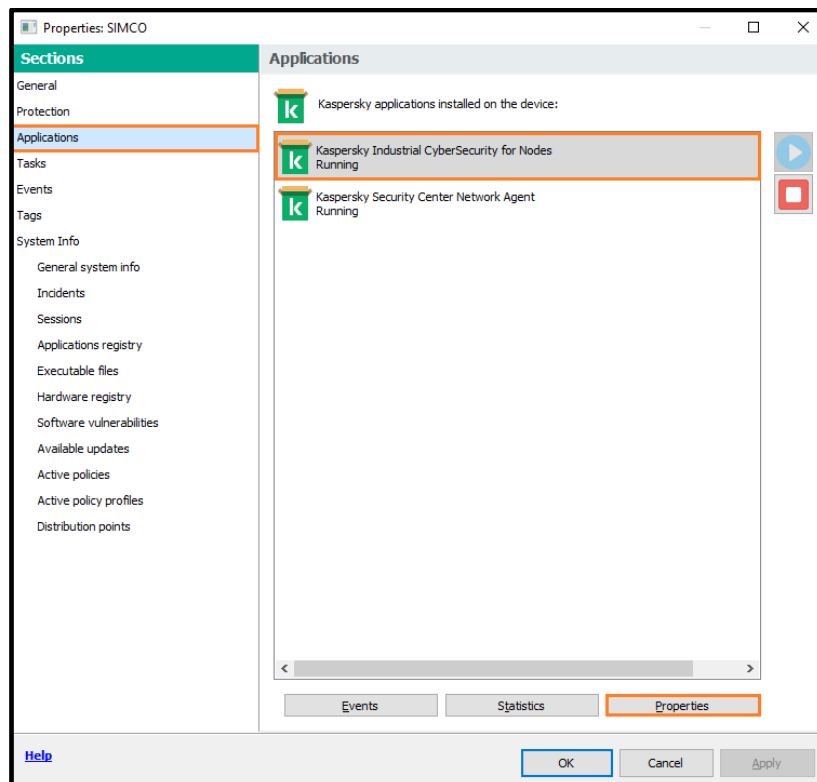 Properties: SIMCO
Sections
General
Protection
Applications
Tasks
Events
Tags
System Info
General system info
Incidents
Sessions
Applications registry
Executable files
Hardware registry
Software vulnerabilities
Available updates
Active policies
Active policy profiles
Distribution points
Applications
Kaspersky applications installed on the device:
Kaspersky Industrial CyberSecurity for Nodes
Running
Kaspersky Security Center Network Agent
Running
Events
Statistics
Properties
Help
OK
Cancel
Apply